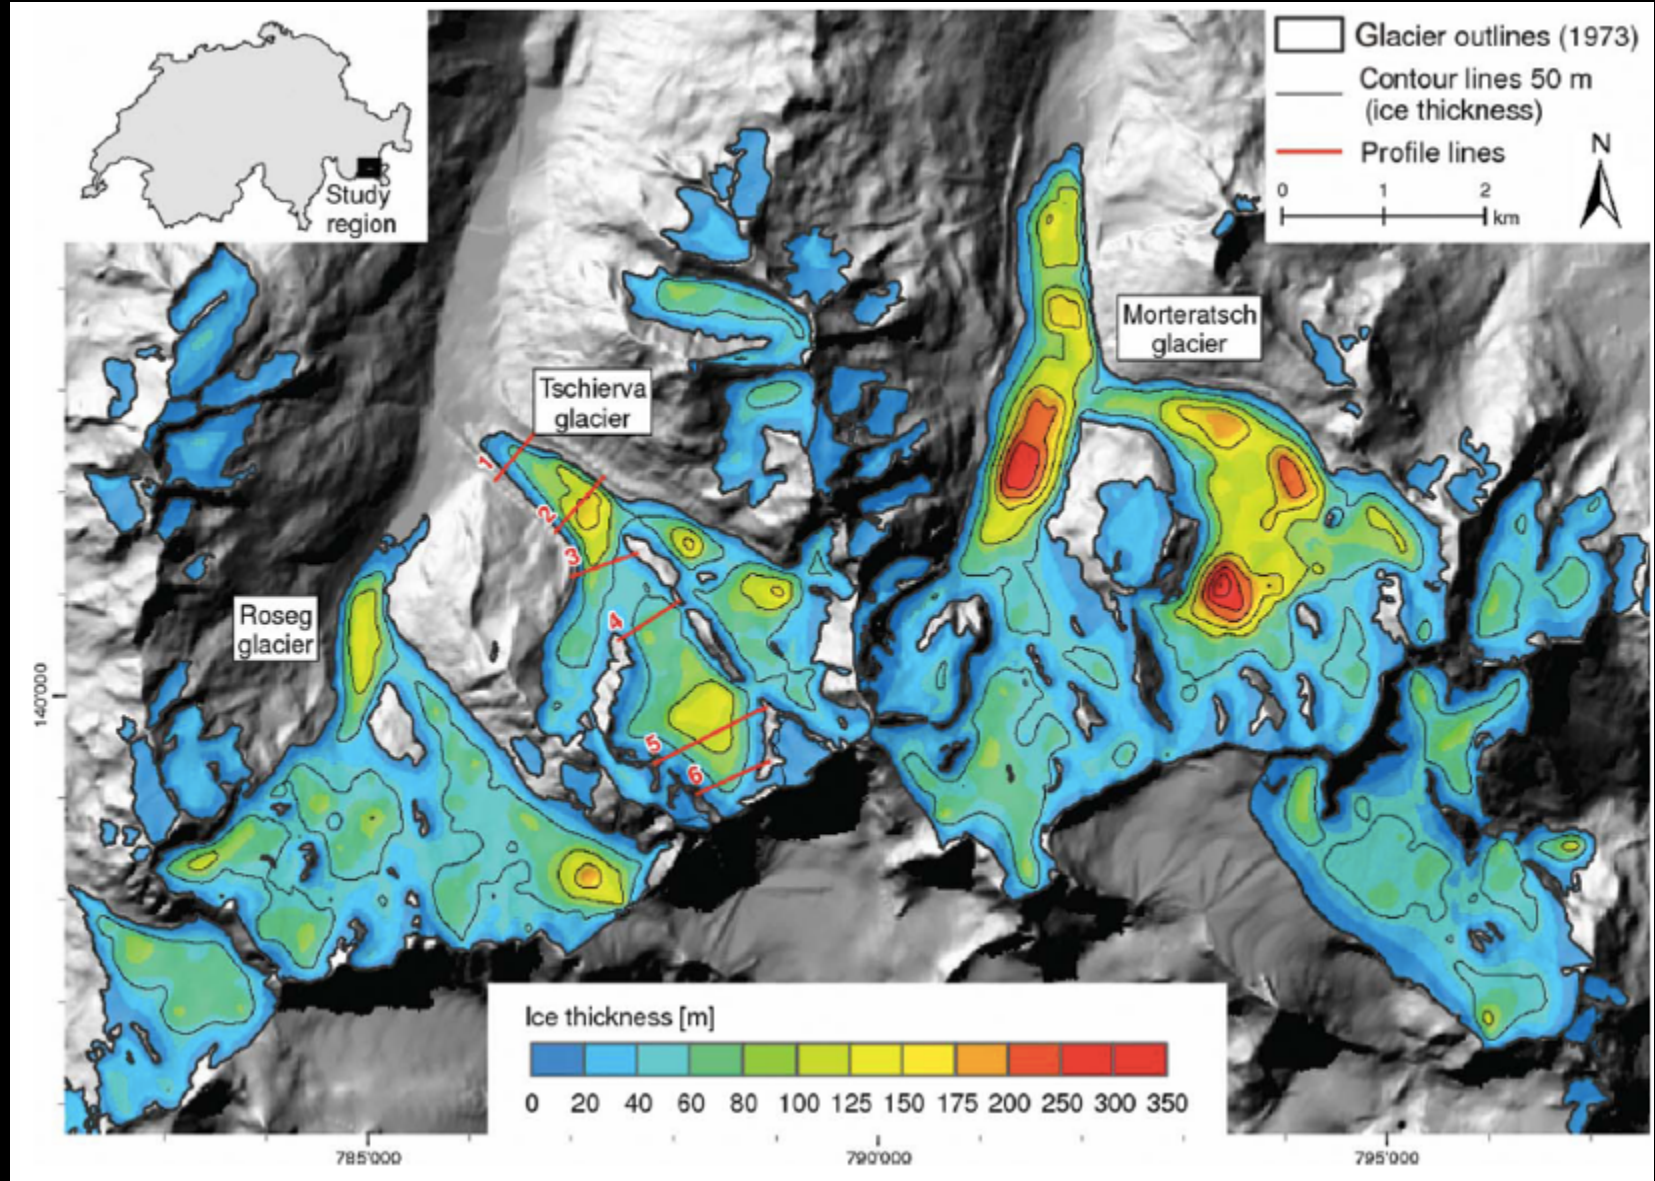 Study
region
Glacier outlines (1973)
Contour lines 50 m
(ice thickness)
Profile lines
N
0 1 2
km
Morteratsch
glacier
Tschierva
glacier
1
2
3
4
5
6
Roseg
glacier
140'000
Ice thickness [m]
0 20 40 60 80 100 125 150 175 200 250 300 350
785'000 790'000 795'000